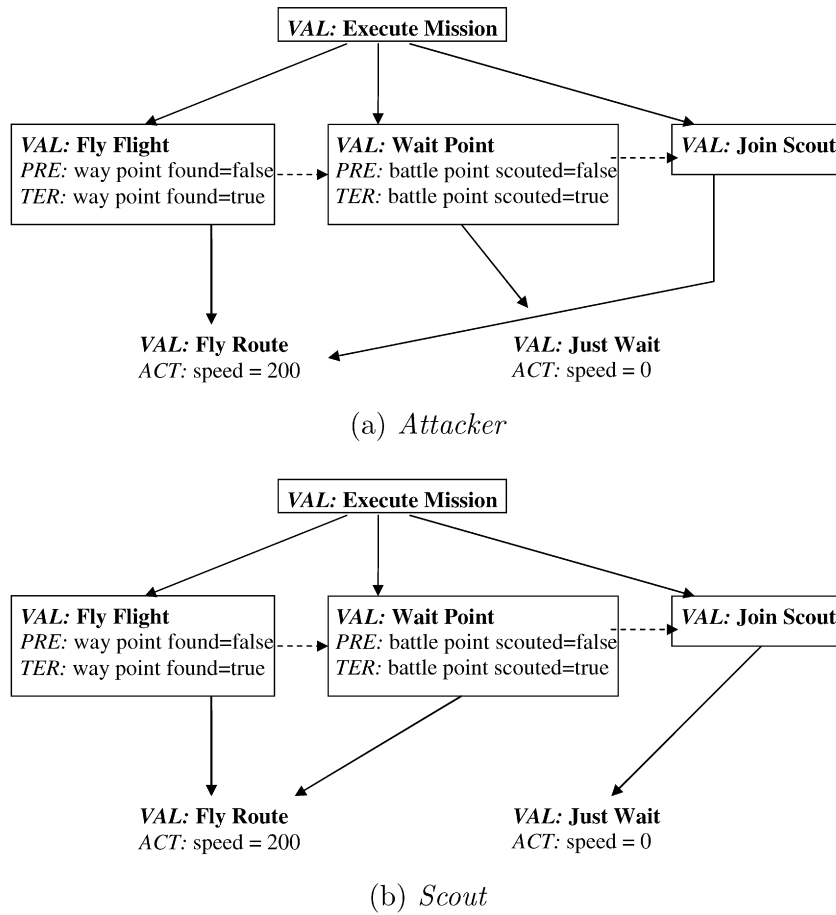 VAL: Execute Mission
VAL: Fly Flight
PRE: way point found=false
TER: way point found=true
VAL: Wait Point
PRE: battle point scouted=false
TER: battle point scouted=true
VAL: Join Scout
VAL: Fly Route
ACT: speed = 200
VAL: Just Wait
ACT: speed = 0
(a) Attacker
VAL: Execute Mission
VAL: Fly Flight
PRE: way point found=false
TER: way point found=true
VAL: Wait Point
PRE: battle point scouted=false
TER: battle point scouted=true
VAL: Join Scout
VAL: Fly Route
ACT: speed = 200
VAL: Just Wait
ACT: speed = 0
(b) Scout